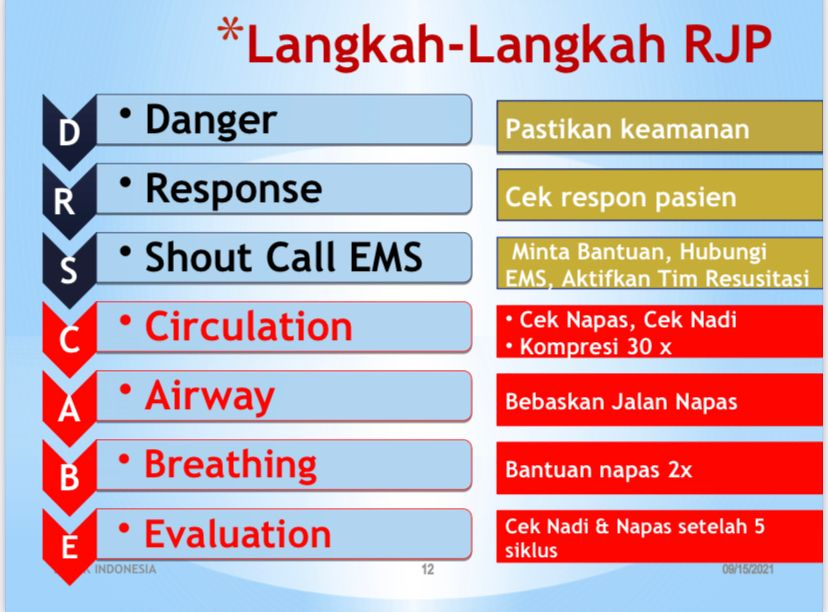 *Langkah-Langkah RJP
D
• Danger
Pastikan keamanan
R
• Response
Cek respon pasien
S
• Shout Call EMS
Minta Bantuan, Hubungi
EMS, Aktifkan Tim Resusitasi
C
• Circulation
• Cek Napas, Cek Nadi
• Kompresi 30 x
A
• Airway
Bebaskan Jalan Napas
B
• Breathing
Bantuan napas 2x
E
• Evaluation
Cek Nadi & Napas setelah 5
siklus
INDONESIA
12
09/15/2021